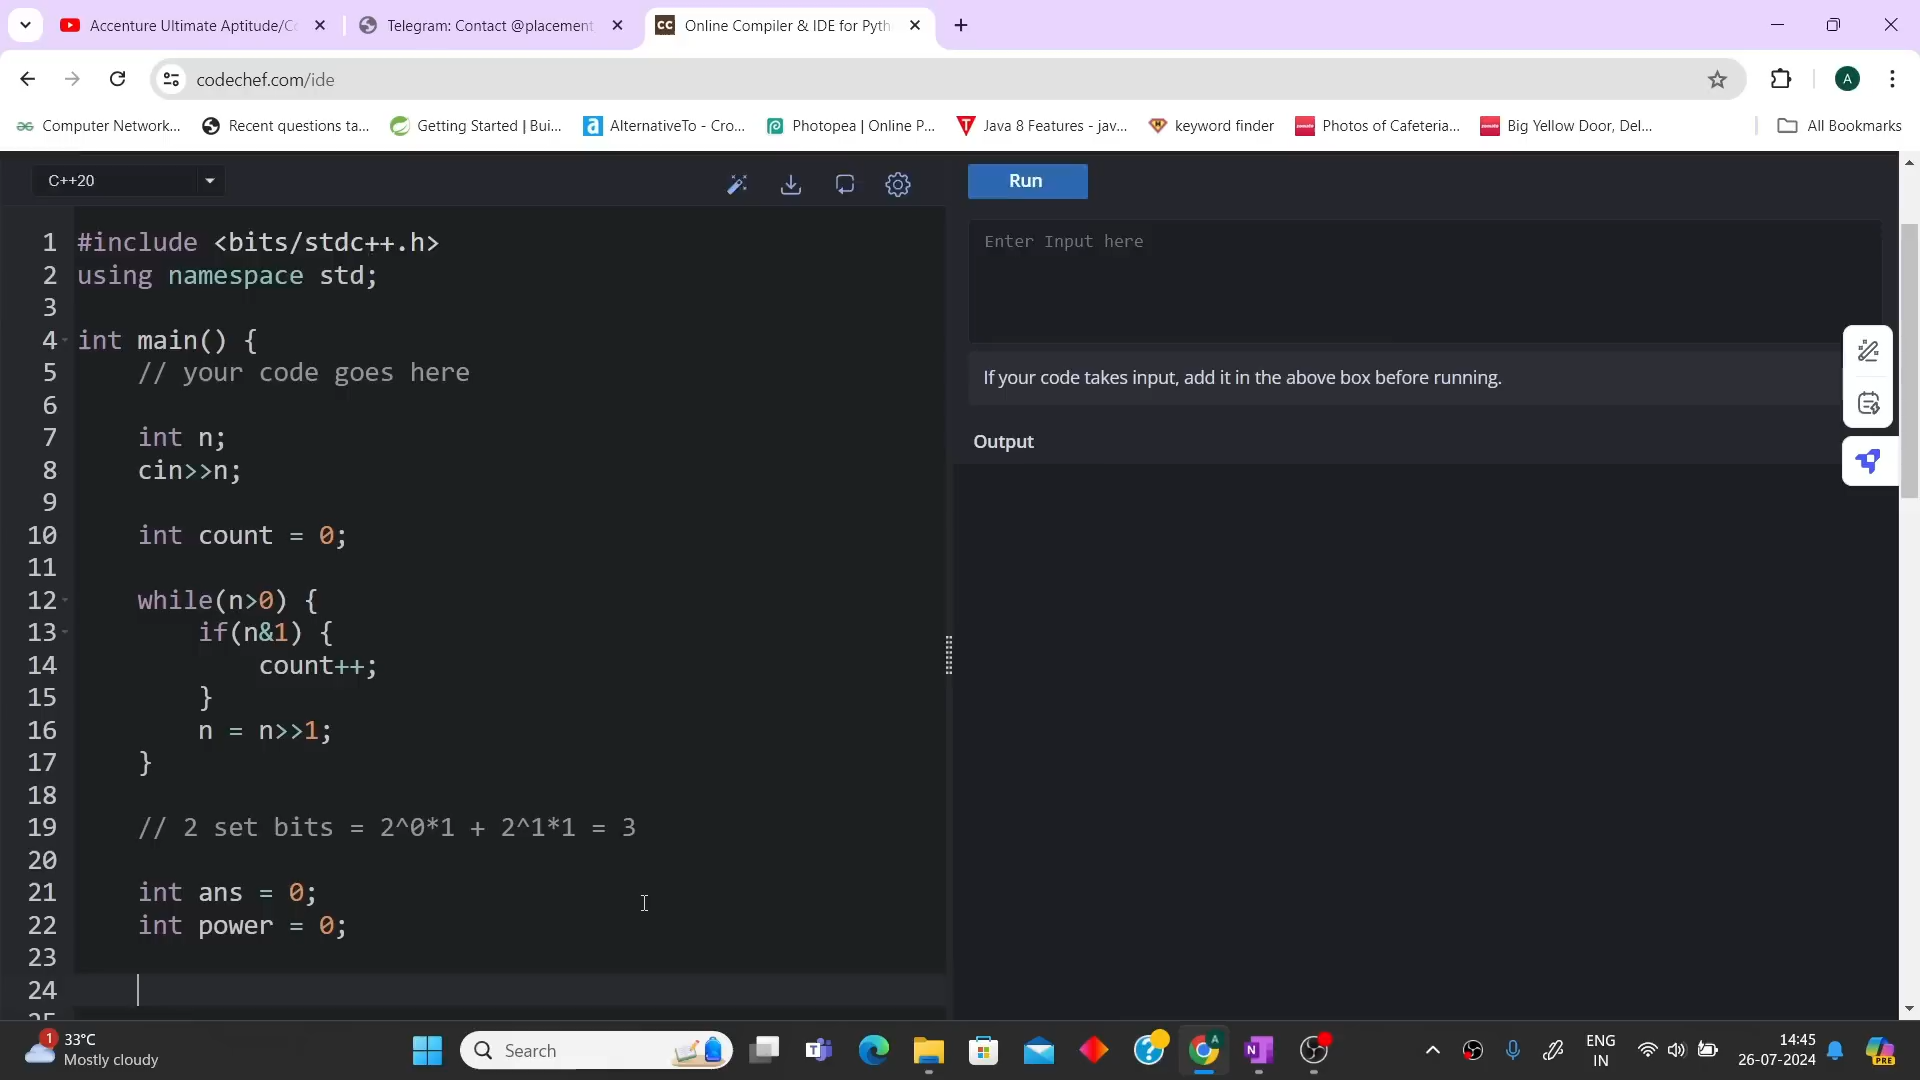 Accenture Ultimate Aptitude/Co
Telegram: Contact @placement
CC Online Compiler & IDE for Pyth
codechef.com/ide
A
Computer Network...
Recent questions ta...
Getting Started | Bui...
AlternativeTo - Cro...
Photopea | Online P...
Java 8 Features - jav...
keyword finder
Photos of Cafeteria...
Big Yellow Door, Del...
All Bookmarks
C++20
Run
1 #include <bits/stdc++.h>
2 using namespace std;
3
4 int main() {
5 // your code goes here
6
7 int n;
8 cin>>n;
9
10 int count = 0;
11
12 while(n>0) {
13 if(n&1) {
14 count++;
15 }
16 n = n>>1;
17 }
18
19 // 2 set bits = 2^0*1 + 2^1*1 = 3
20
21 int ans = 0;
22 int power = 0;
23
24
Enter Input here
If your code takes input, add it in the above box before running.
Output
1
33°C
Mostly cloudy
Search
ENG
IN
14:45
26-07-2024
PRE